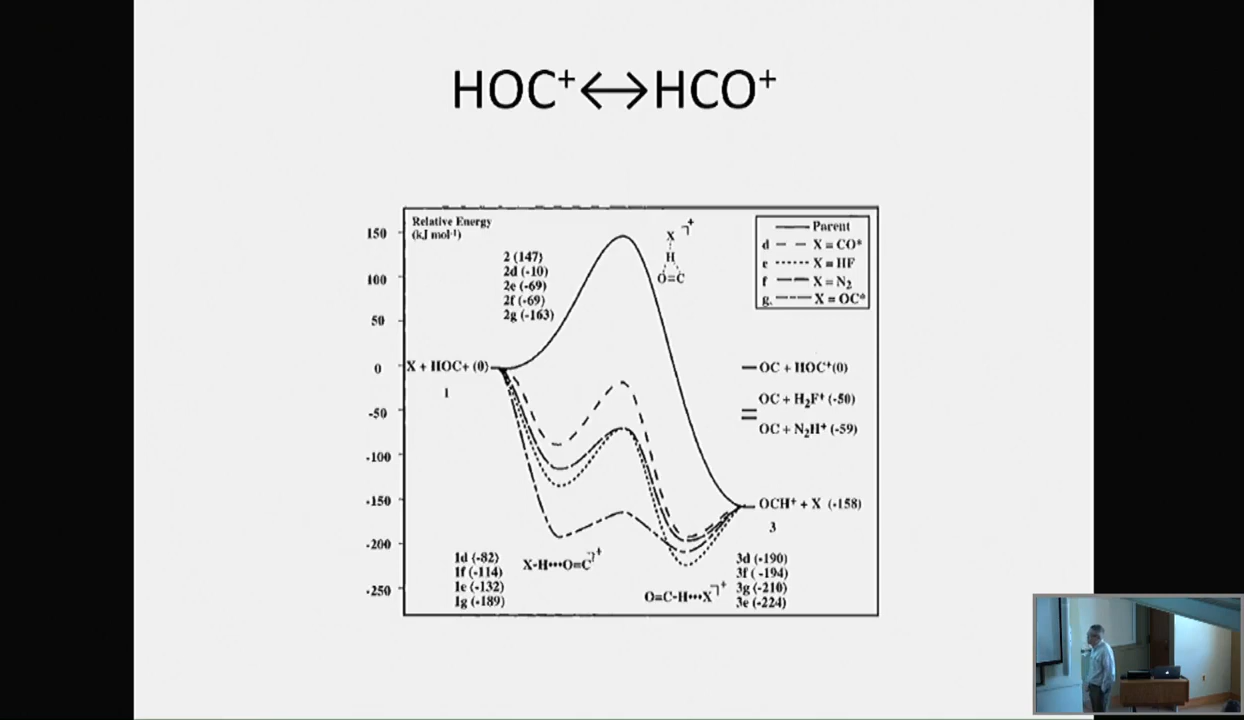 HOC⁺↔HCO⁺
Relative Energy
(kJ mol⁻¹)
150
100
50
0
-50
-100
-150
-200
-250
2 (147)
2d (-10)
2e (-69)
2f (-69)
2g (-163)
X ⁺
H
O=C
Parent
d X = CO*
e X = HF
f X = N₂
g. X = OC*
X + HOC+ (0)
1
OC + HOC⁺(0)
OC + H₂F⁺ (-50)
OC + N₂H⁺ (-59)
OCH⁺ + X (-158)
3
1d (-82)
1f (-114)
1e (-132)
1g (-189)
X-H•••O=C ⁺
O=C-H•••X ⁺
3d (-190)
3f (-194)
3g (-210)
3e (-224)